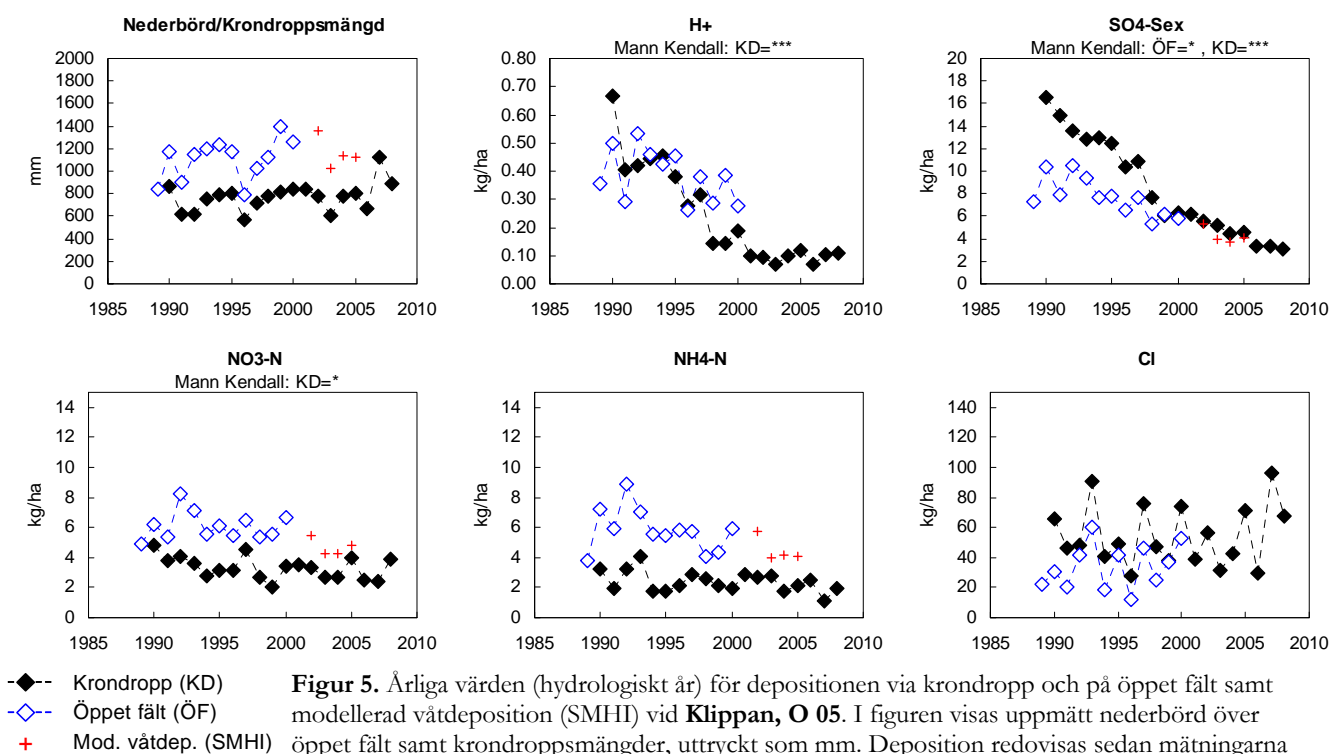 Nederbörd/Krondroppsmängd
mm
2000
1800
1600
1400
1200
1000
800
600
400
200
0
1985 1990 1995 2000 2005 2010
H+
Mann Kendall: KD=***
kg/ha
0.80
0.70
0.60
0.50
0.40
0.30
0.20
0.10
0.00
1985 1990 1995 2000 2005 2010
SO4-Sex
Mann Kendall: ÖF=* , KD=***
kg/ha
20
18
16
14
12
10
8
6
4
2
0
1985 1990 1995 2000 2005 2010
NO3-N
Mann Kendall: KD=*
kg/ha
14
12
10
8
6
4
2
0
1985 1990 1995 2000 2005 2010
NH4-N
kg/ha
14
12
10
8
6
4
2
0
1985 1990 1995 2000 2005 2010
Cl
kg/ha
140
120
100
80
60
40
20
0
1985 1990 1995 2000 2005 2010
Krondropp (KD)
Öppet fält (ÖF)
Mod. våtdep. (SMHI)
Figur 5. Årliga värden (hydrologiskt år) för depositionen via krondropp och på öppet fält samt
modellerad våtdeposition (SMHI) vid Klippan, O 05. I figuren visas uppmätt nederbörd över
öppet fält samt krondroppsmängder, uttryckt som mm. Deposition redovisas sedan mätningarna